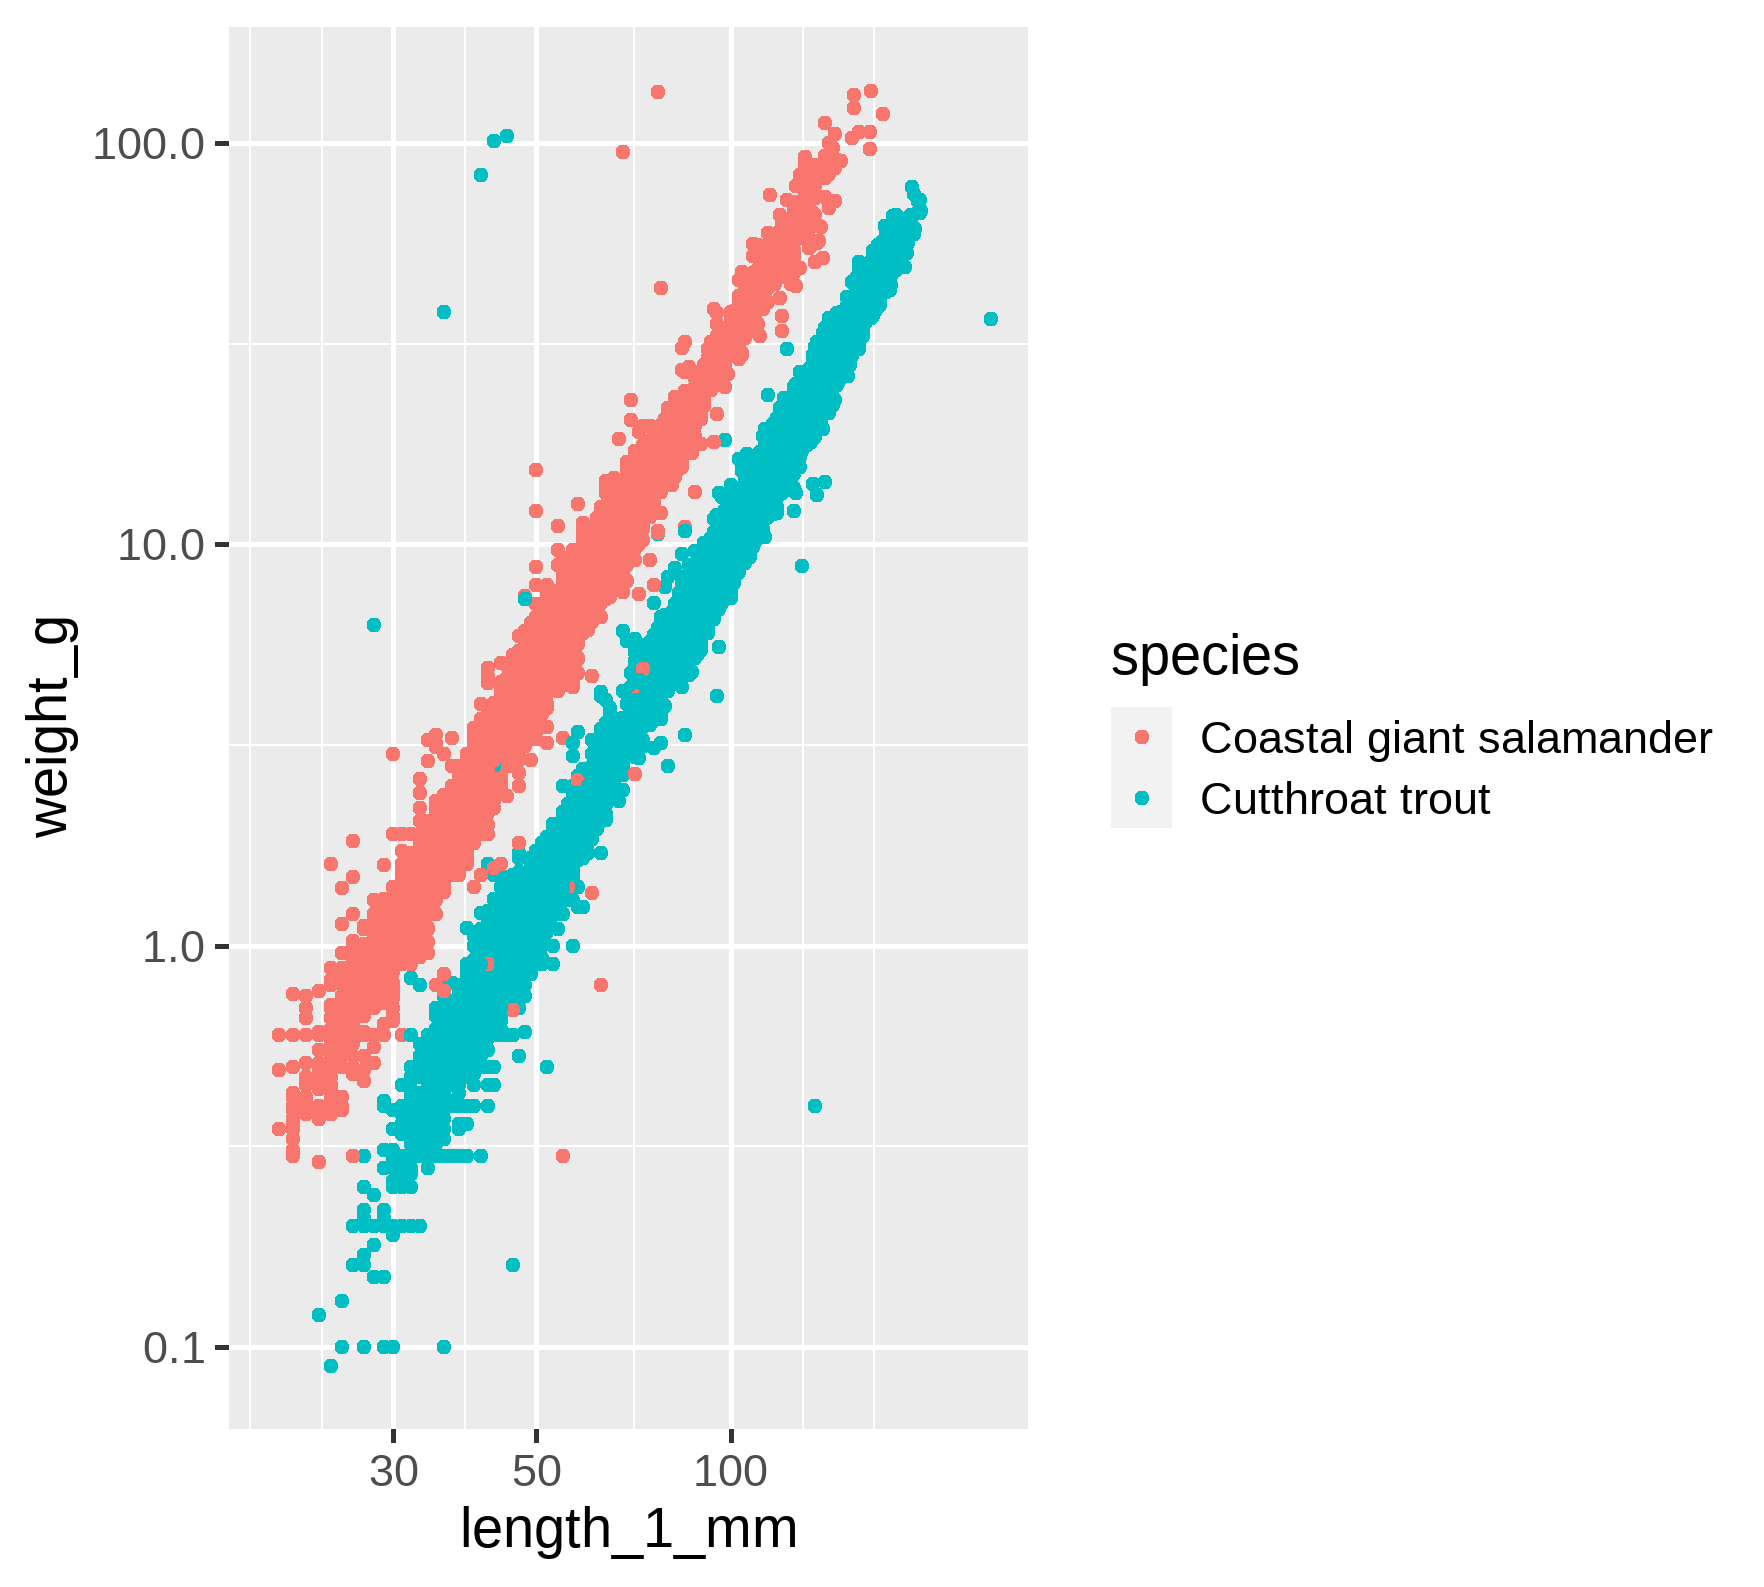 100.0
10.0
1.0
0.1
weight_g
30 50 100
length_1_mm
species
Coastal giant salamander
Cutthroat trout